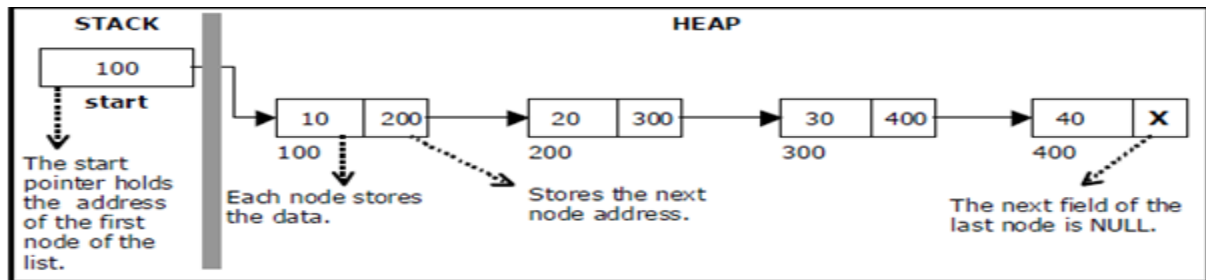 STACK
HEAP
100
start
10 200
20 300
30 400
40 X
100
200
300
400
The start
pointer holds
the address
of the first
node of the
list.
Each node stores
the data.
Stores the next
node address.
The next field of the
last node is NULL.